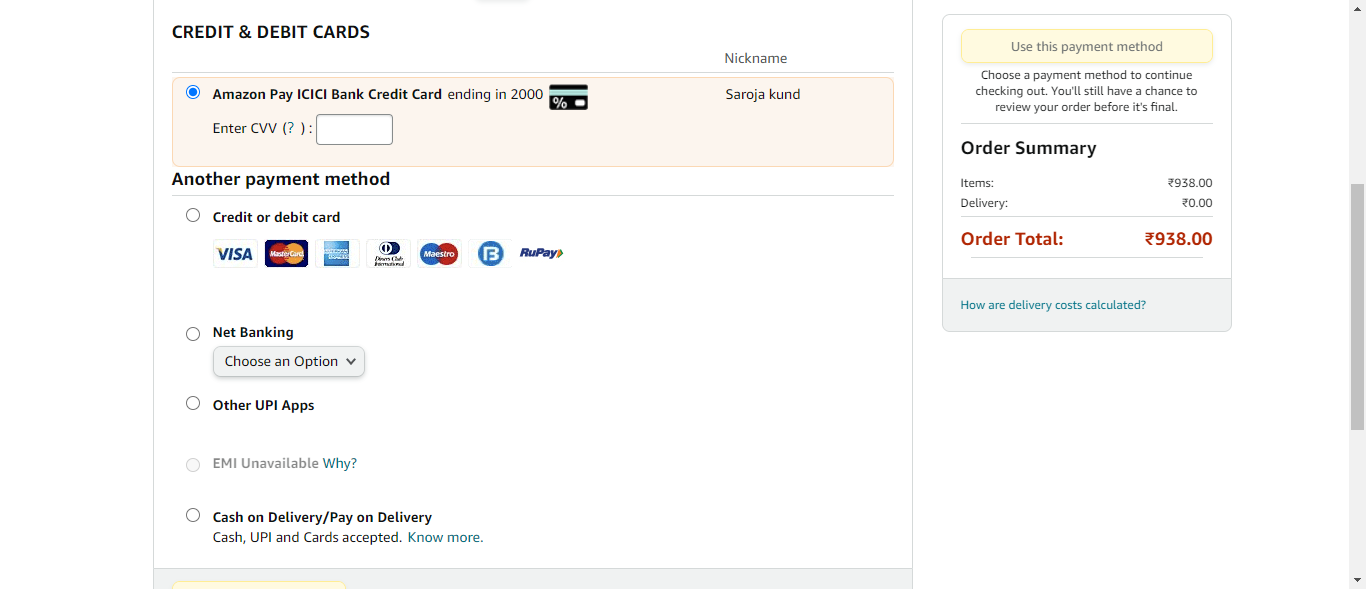 CREDIT & DEBIT CARDS
Nickname
Amazon Pay ICICI Bank Credit Card ending in 2000 % Saroja kund
Enter CVV (? ) :
Another payment method
Credit or debit card
VISA MasterCard AMERICAN EXPRESS Diners Club International Maestro B RuPay
Net Banking
Choose an Option
Other UPI Apps
EMI Unavailable Why?
Cash on Delivery/Pay on Delivery
Cash, UPI and Cards accepted. Know more.
Use this payment method
Choose a payment method to continue
checking out. You'll still have a chance to
review your order before it's final.
Order Summary
Items: ₹938.00
Delivery: ₹0.00
Order Total: ₹938.00
How are delivery costs calculated?